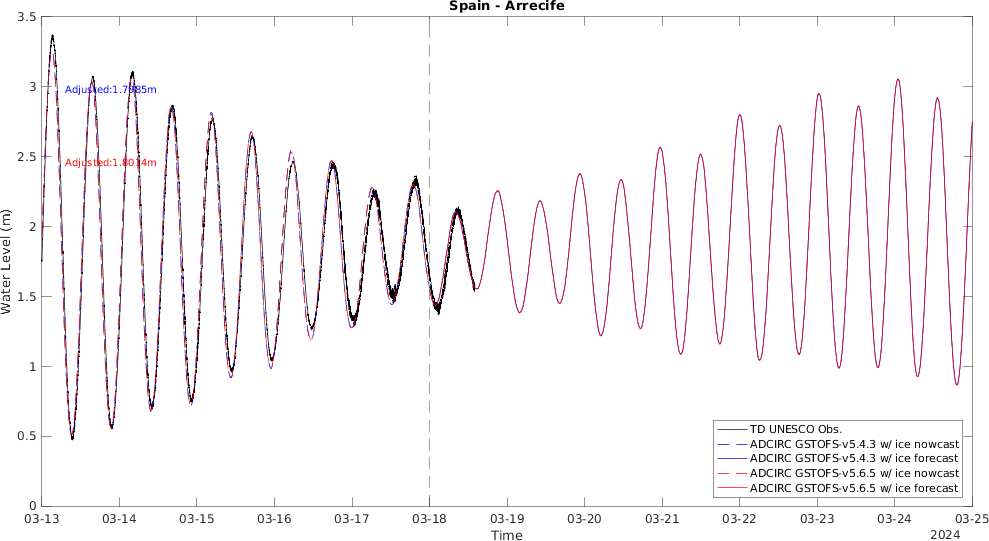 Spain - Arrecife
3.5
3
2.5
2
1.5
1
0.5
0
Water Level (m)
Adjusted:1.7985m
Adjusted:1.8014m
TD UNESCO Obs.
ADCIRC GSTOFS-v5.4.3 w/ ice nowcast
ADCIRC GSTOFS-v5.4.3 w/ ice forecast
ADCIRC GSTOFS-v5.6.5 w/ ice nowcast
ADCIRC GSTOFS-v5.6.5 w/ ice forecast
03-13 03-14 03-15 03-16 03-17 03-18 03-19 03-20 03-21 03-22 03-23 03-24 03-25
Time
2024